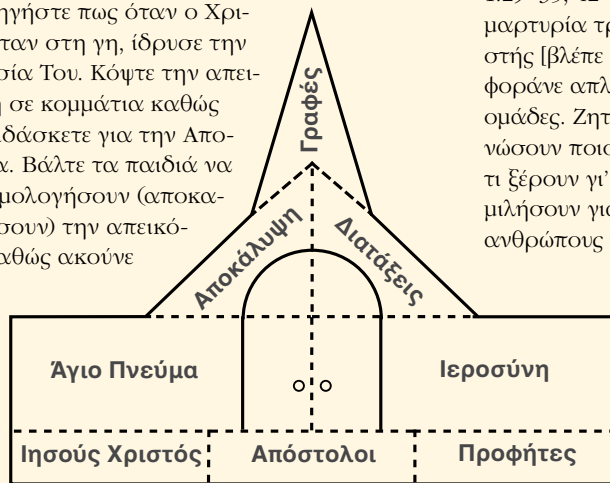 ηγήστε πως όταν ο Χρι-
ταν στη γη, ίδρυσε την
σία Του. Κόψτε την απει-
σε κομμάτια καθώς
ιδάσκετε για την Απο-
α. Βάλτε τα παιδιά να
μολογήσουν (αποκα-
σουν) την απεικό-
αθώς ακούνε
μαρτυρία τρ
στής [βλέπε
φοράνε απλ
ομάδες. Ζητ
νώσουν ποιο
τι ξέρουν γι’
μιλήσουν για
ανθρώπους
Γραφές
Αποκάλυψη
Διατάξεις
Άγιο Πνεύμα
Ιεροσύνη
Ιησούς Χριστός
Απόστολοι
Προφήτες